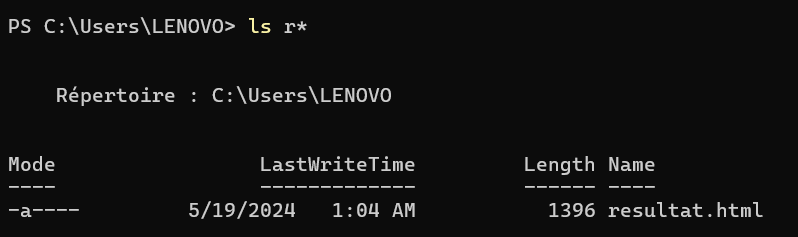 PS C:\Users\LENOVO> ls r*
Répertoire : C:\Users\LENOVO
Mode LastWriteTime Length Name
---- ------------- ------ ----
-a---- 5/19/2024 1:04 AM 1396 resultat.html